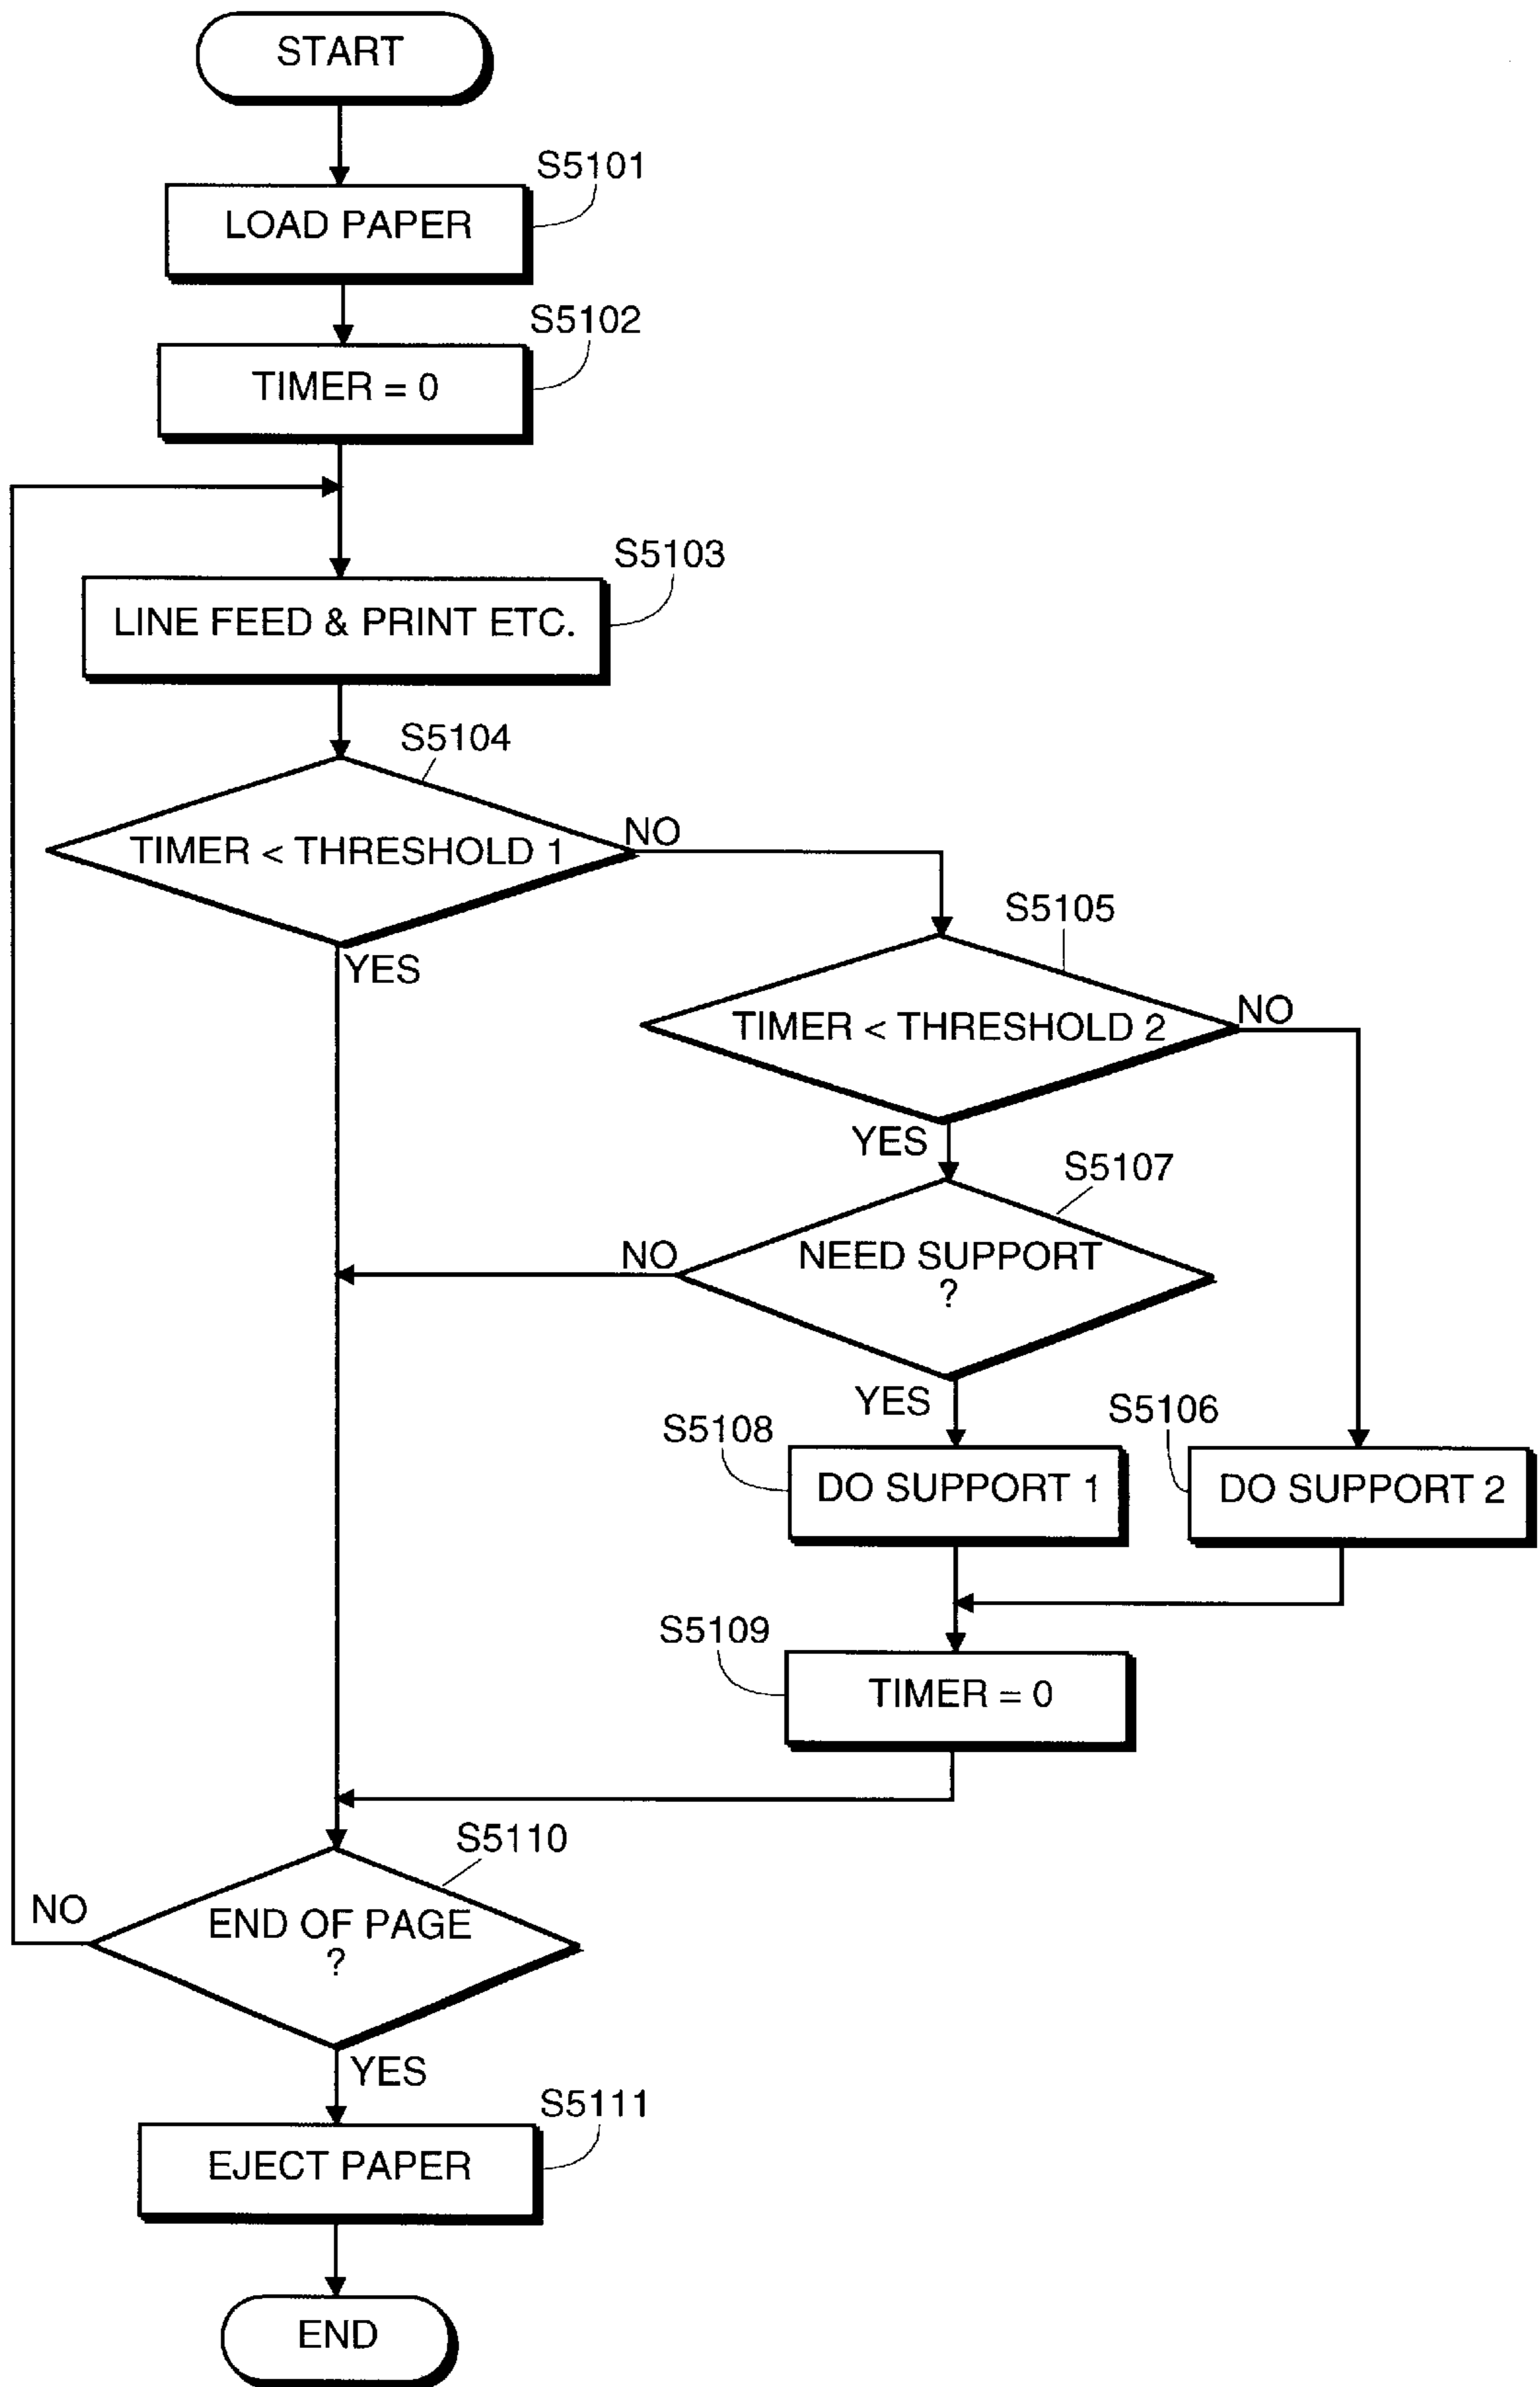 START
S5101
LOAD PAPER
S5102
TIMER = 0
S5103
LINE FEED & PRINT ETC.
S5104
TIMER < THRESHOLD 1
NO
YES
S5105
TIMER < THRESHOLD 2
NO
YES
S5107
NEED SUPPORT
?
NO
YES
S5108
DO SUPPORT 1
S5106
DO SUPPORT 2
S5109
TIMER = 0
S5110
END OF PAGE
?
NO
YES
S5111
EJECT PAPER
END